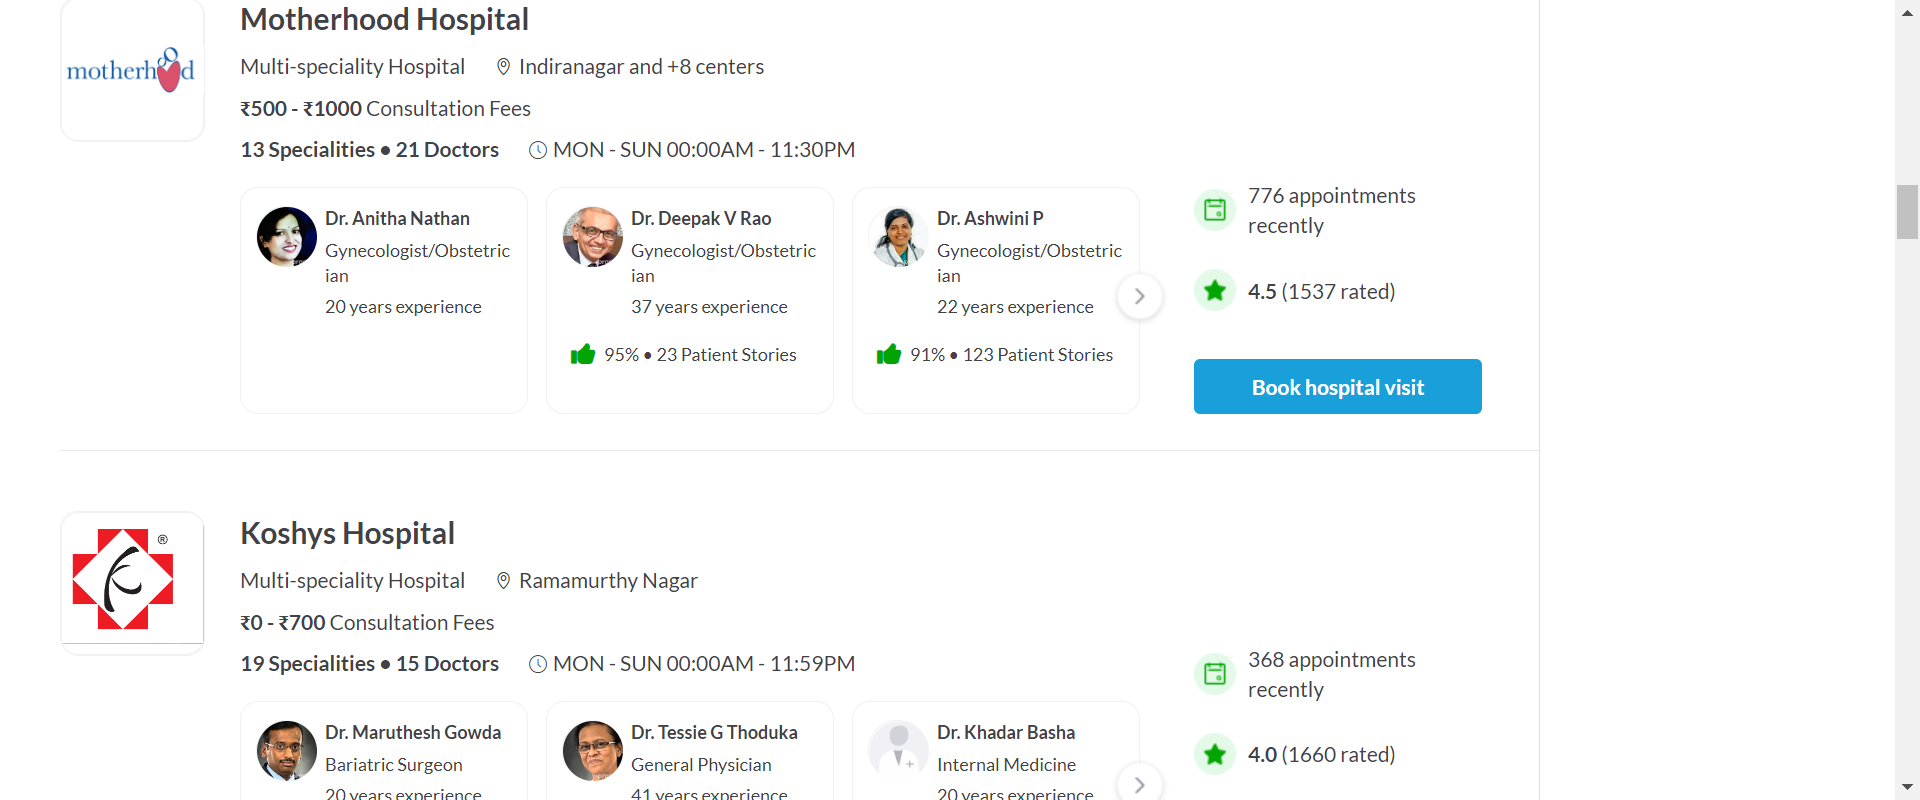 Motherhood Hospital
motherhood
Multi-speciality Hospital Indiranagar and +8 centers
₹500 - ₹1000 Consultation Fees
13 Specialities • 21 Doctors MON - SUN 00:00AM - 11:30PM
Dr. Anitha Nathan
Gynecologist/Obstetric
ian
20 years experience
Dr. Deepak V Rao
Gynecologist/Obstetric
ian
37 years experience
95% • 23 Patient Stories
Dr. Ashwini P
Gynecologist/Obstetric
ian
22 years experience
91% • 123 Patient Stories
776 appointments
recently
4.5 (1537 rated)
Book hospital visit
Koshys Hospital
®
Multi-speciality Hospital Ramamurthy Nagar
₹0 - ₹700 Consultation Fees
19 Specialities • 15 Doctors MON - SUN 00:00AM - 11:59PM
Dr. Maruthesh Gowda
Bariatric Surgeon
20 years experience
Dr. Tessie G Thoduka
General Physician
41 years experience
Dr. Khadar Basha
Internal Medicine
20 years experience
368 appointments
recently
4.0 (1660 rated)